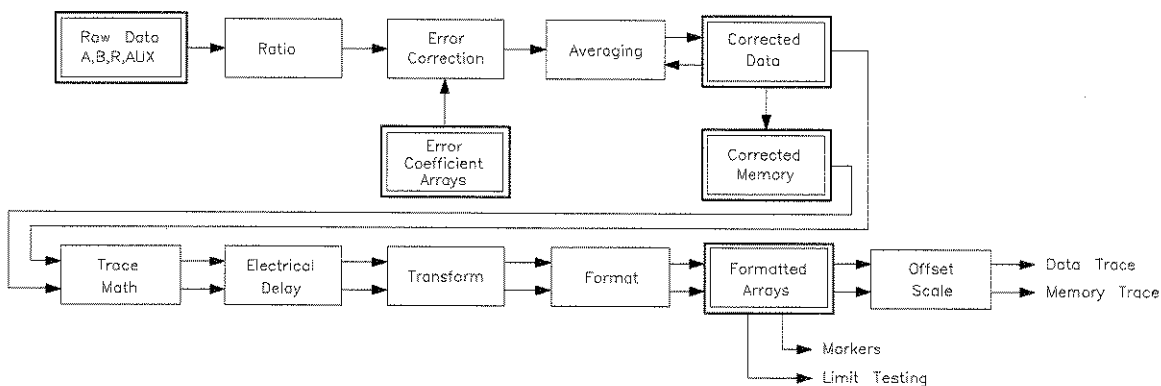 Raw Data
A,B,R,AUX
Ratio
Error
Correction
Averaging
Corrected
Data
Error
Coefficient
Arrays
Corrected
Memory
Trace
Math
Electrical
Delay
Transform
Format
Formatted
Arrays
Offset
Scale
Data Trace
Memory Trace
Markers
Limit Testing